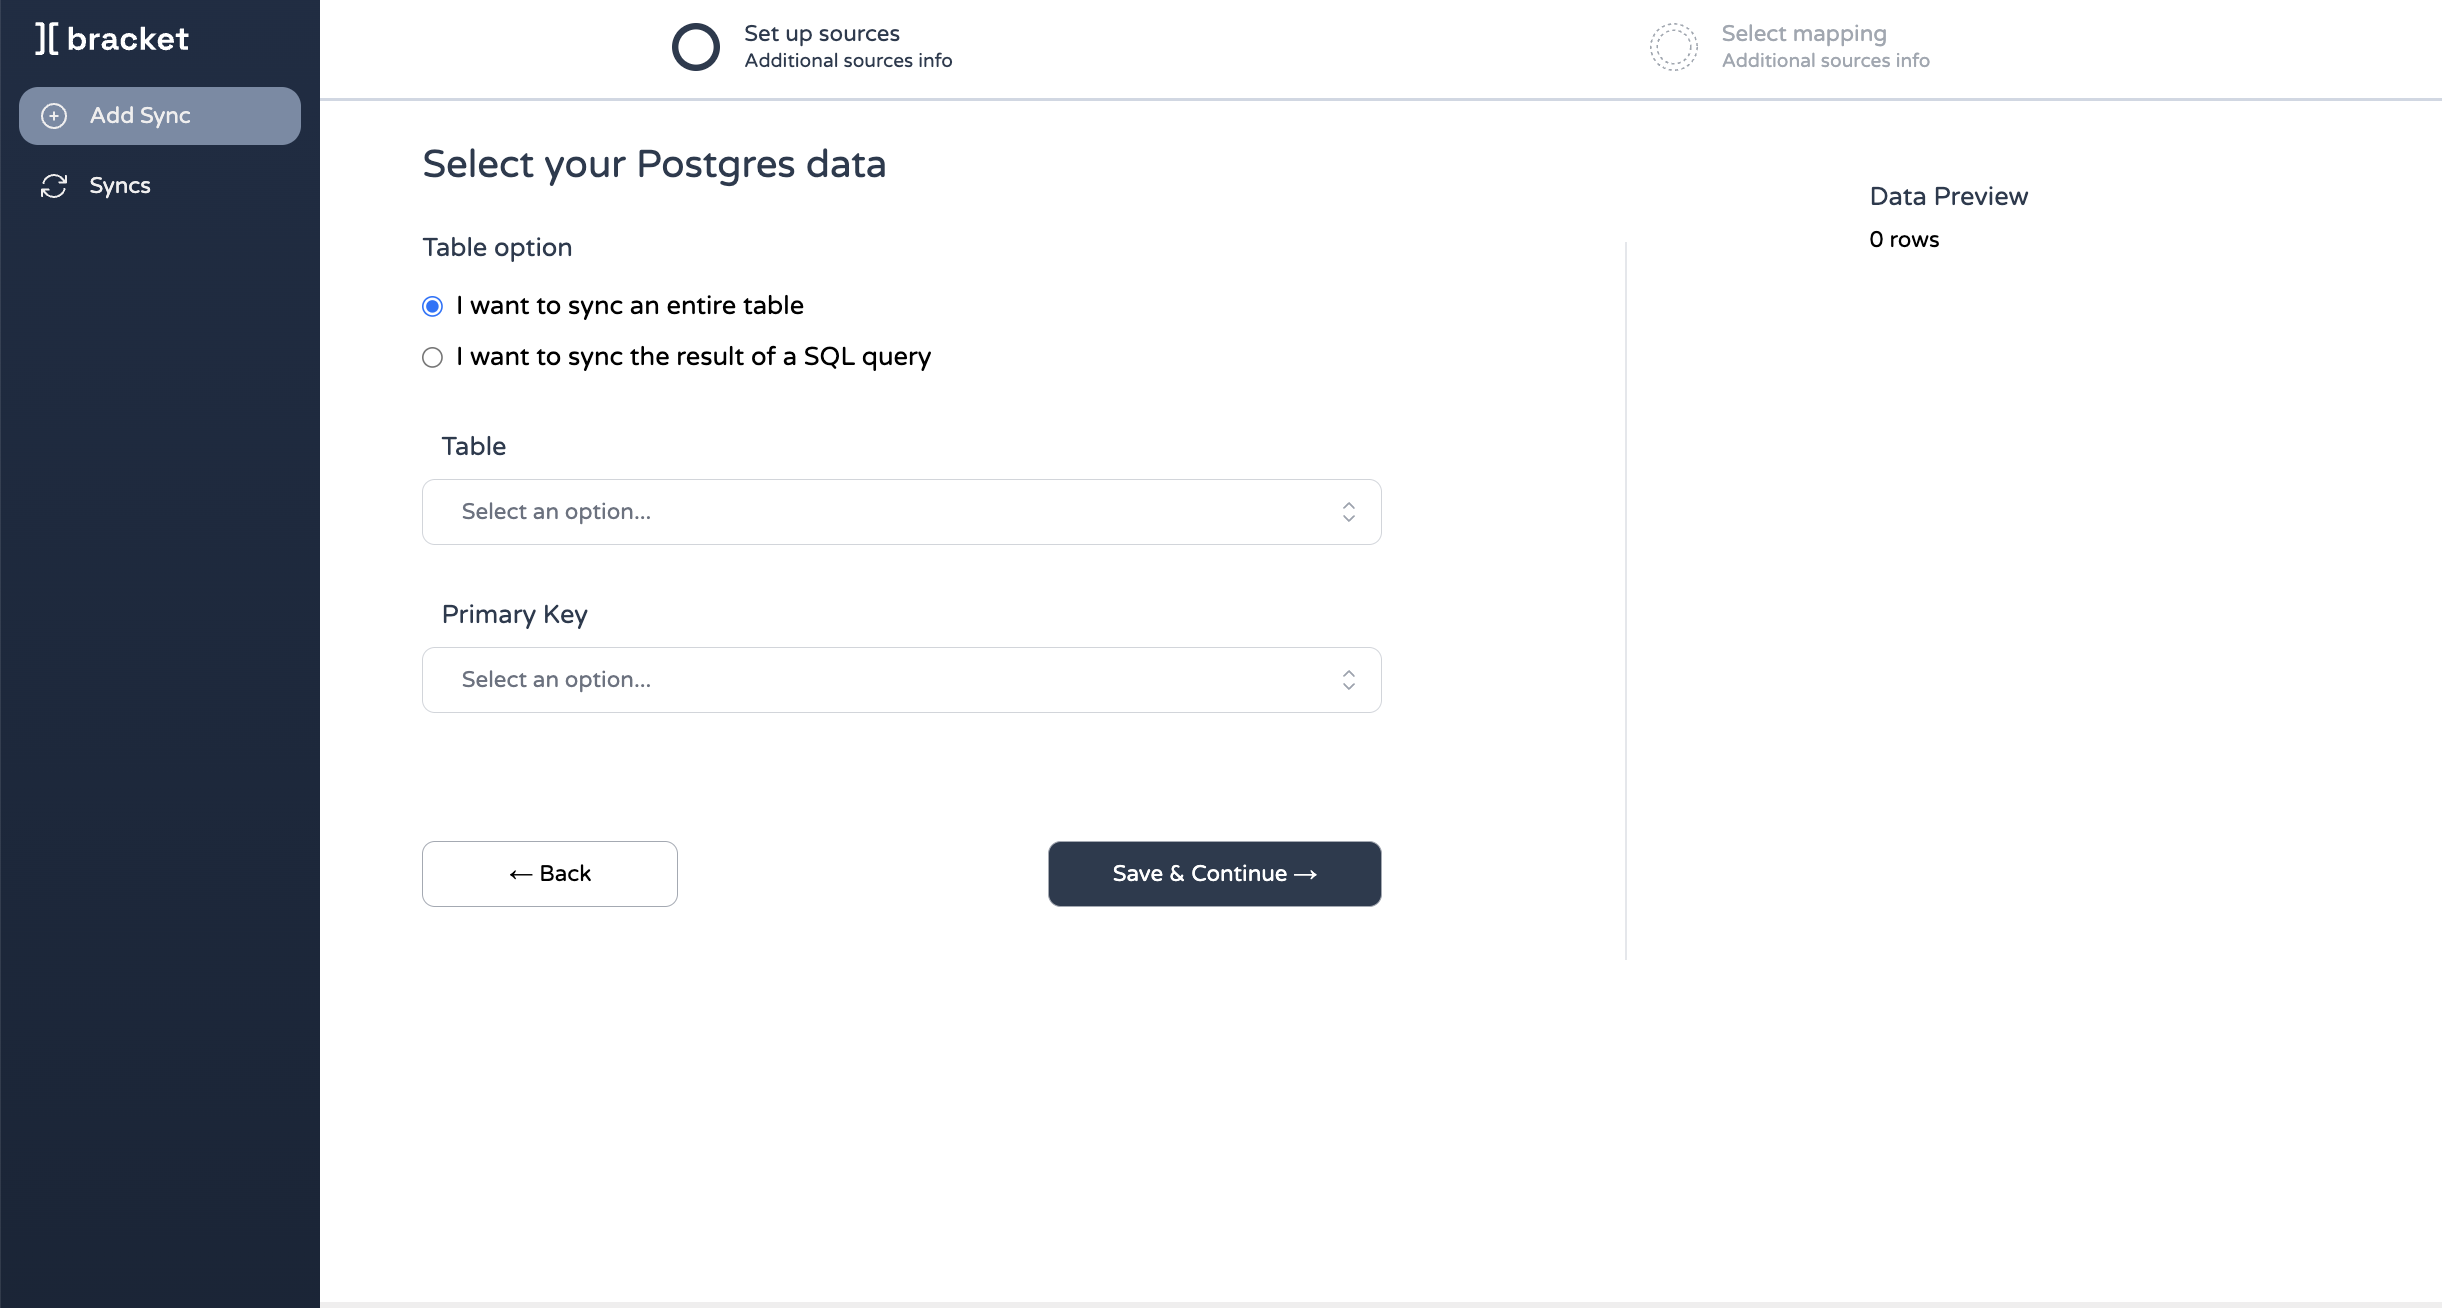 ][ bracket
Add Sync
Syncs
Set up sources
Additional sources info
Select mapping
Additional sources info
Select your Postgres data
Table option
I want to sync an entire table
I want to sync the result of a SQL query
Table
Select an option...
Primary Key
Select an option...
← Back
Save & Continue →
Data Preview
0 rows